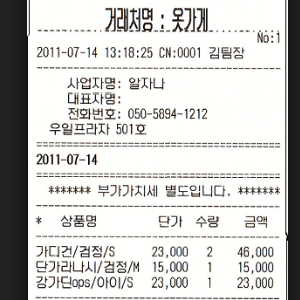 거래처명 : 옷가게
No:1
2011-07-14 13:18:25 CN:0001 김팀장
사업자명: 알자나
대표자명:
전화번호: 050-5894-1212
우일프라자 501호
2011-07-14
******* 부가가치세 별도입니다. *******
* 상품명 단가 수량 금액
가디건/검정/S 23,000 2 46,000
단가라나시/검정/M 15,000 1 15,000
강가딘ops/아이/S 23,000 1 23,000